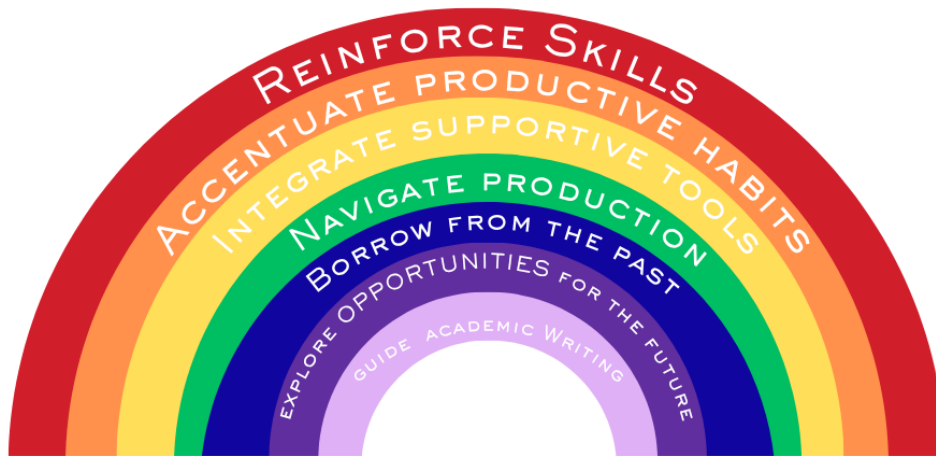 Reinforce Skills
Accentuate productive habits
Integrate supportive tools
Navigate production
Borrow from the past
explore OPPORTUNITIES for the future
guide academic Writing